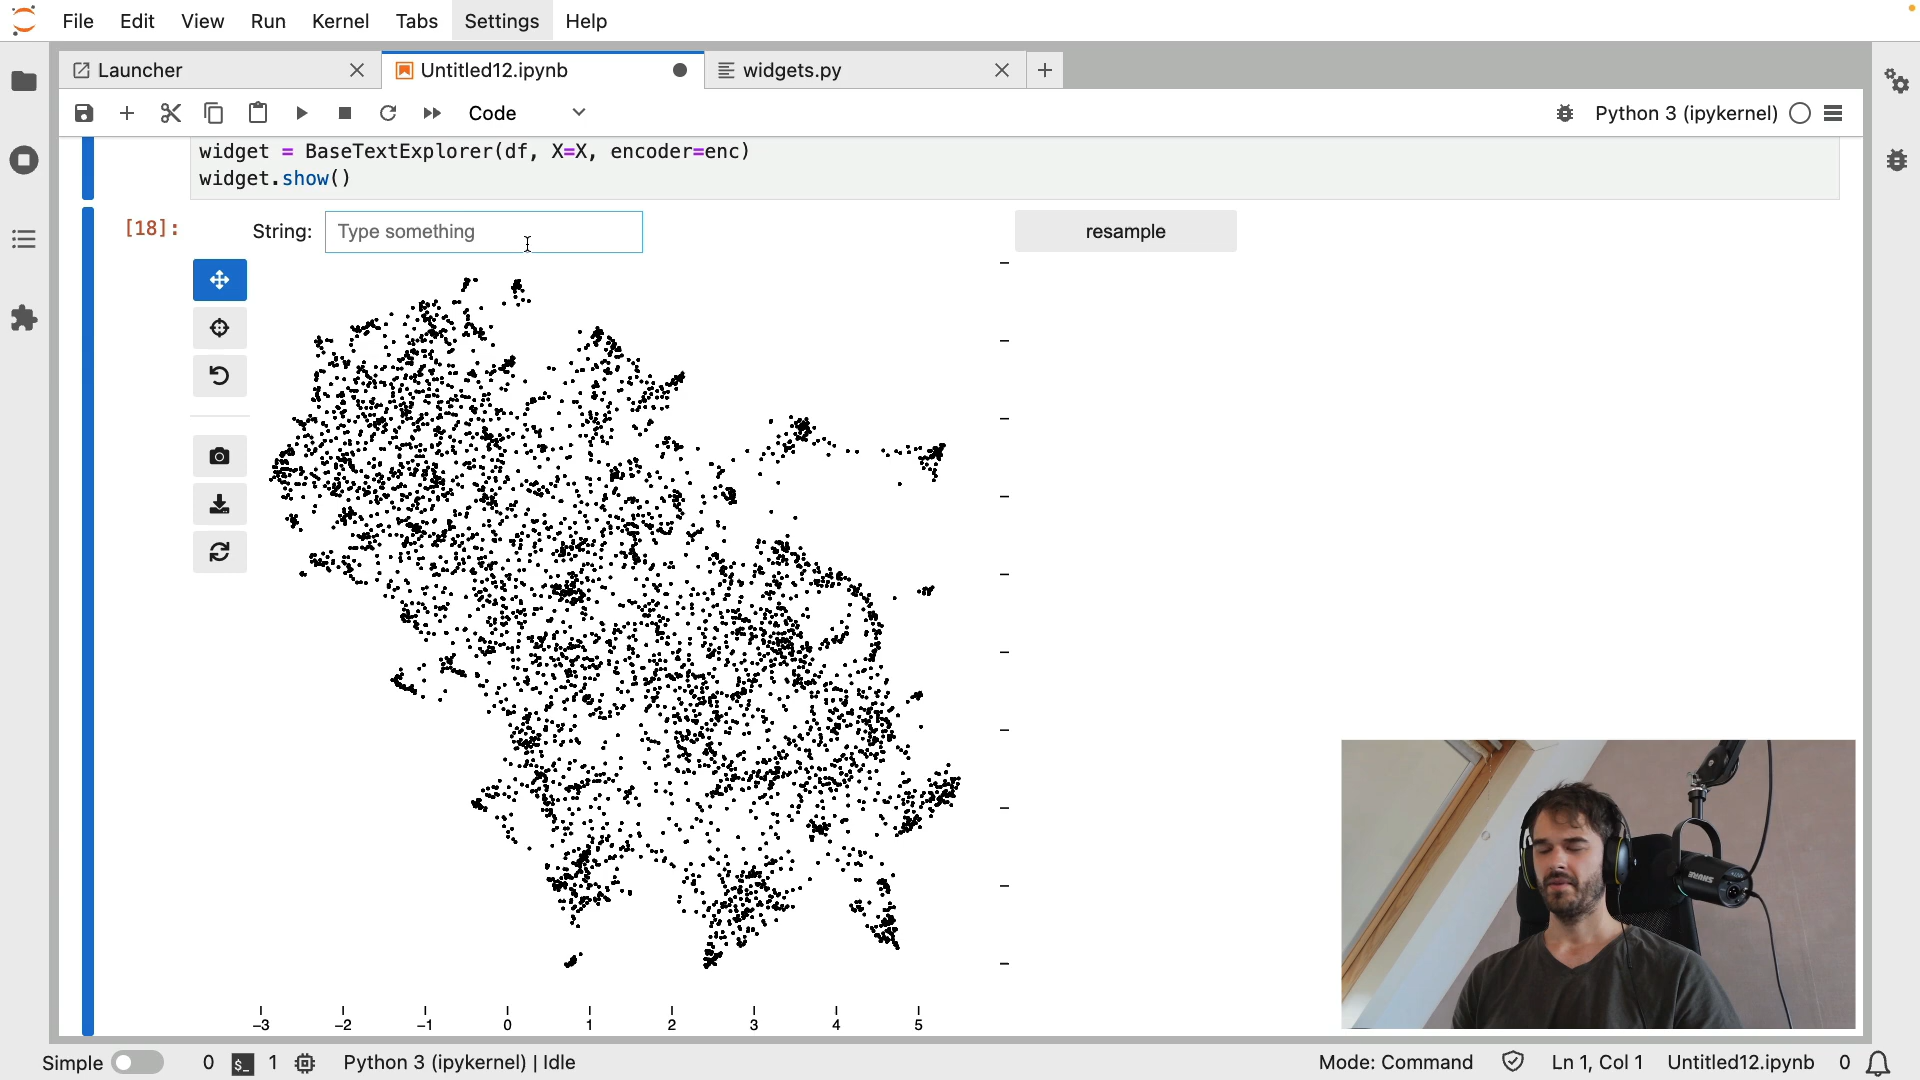 File Edit View Run Kernel Tabs Settings Help
Launcher Untitled12.ipynb widgets.py
Code Python 3 (ipykernel)
widget = BaseTextExplorer(df, X=X, encoder=enc)
widget.show()
[18]: String: Type something resample
-3 -2 -1 0 1 2 3 4 5
Simple 0 1 Python 3 (ipykernel) | Idle Mode: Command Ln 1, Col 1 Untitled12.ipynb 0